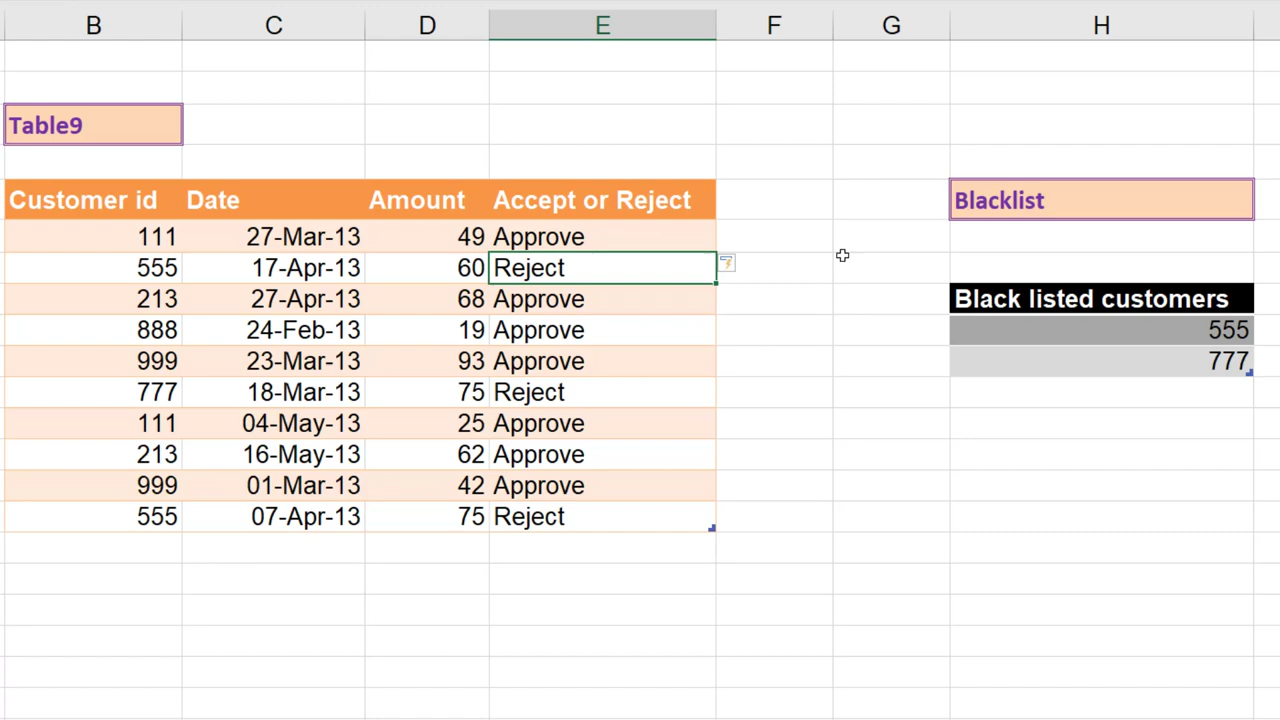 B C D E F G H
Table9
Customer id Date Amount Accept or Reject Blacklist
111 27-Mar-13 49 Approve
555 17-Apr-13 60 Reject
213 27-Apr-13 68 Approve Black listed customers
888 24-Feb-13 19 Approve 555
999 23-Mar-13 93 Approve 777
777 18-Mar-13 75 Reject
111 04-May-13 25 Approve
213 16-May-13 62 Approve
999 01-Mar-13 42 Approve
555 07-Apr-13 75 Reject